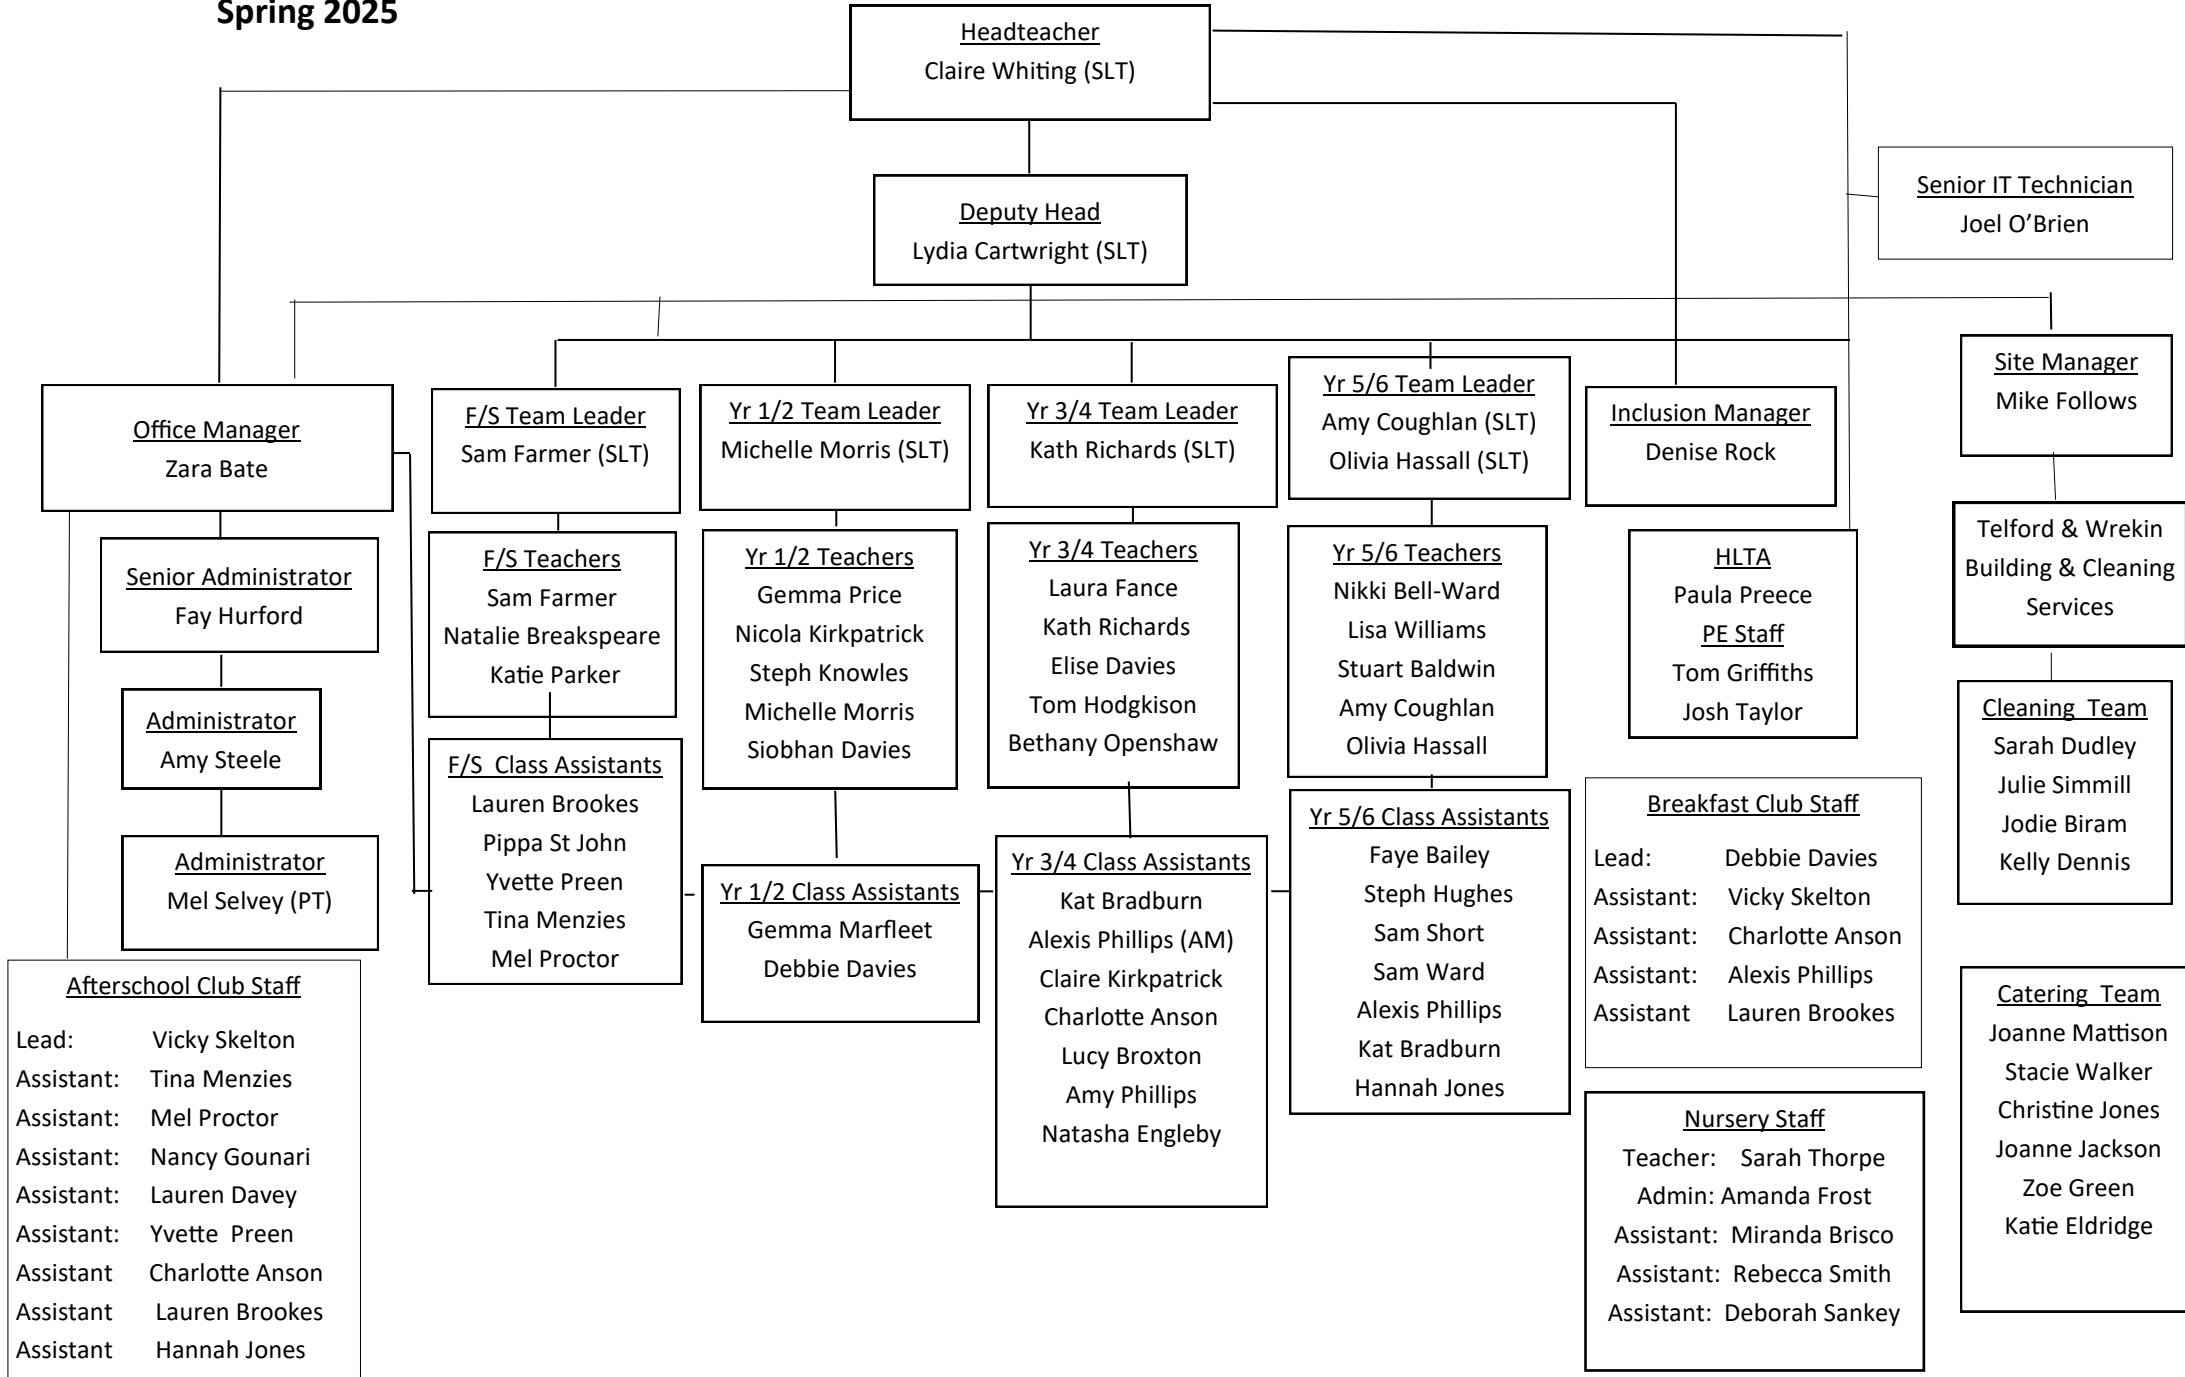 Spring 2025
Headteacher
Claire Whiting (SLT)
Senior IT Technician
Joel O’Brien
Deputy Head
Lydia Cartwright (SLT)
Site Manager
Mike Follows
Office Manager
Zara Bate
F/S Team Leader
Sam Farmer (SLT)
Yr 1/2 Team Leader
Michelle Morris (SLT)
Yr 3/4 Team Leader
Kath Richards (SLT)
Yr 5/6 Team Leader
Amy Coughlan (SLT)
Olivia Hassall (SLT)
Inclusion Manager
Denise Rock
Telford & Wrekin
Building & Cleaning
Services
Senior Administrator
Fay Hurford
F/S Teachers
Sam Farmer
Natalie Breakspeare
Katie Parker
Yr 1/2 Teachers
Gemma Price
Nicola Kirkpatrick
Steph Knowles
Michelle Morris
Siobhan Davies
Yr 3/4 Teachers
Laura Fance
Kath Richards
Elise Davies
Tom Hodgkison
Bethany Openshaw
Yr 5/6 Teachers
Nikki Bell-Ward
Lisa Williams
Stuart Baldwin
Amy Coughlan
Olivia Hassall
HLTA
Paula Preece
PE Staff
Tom Griffiths
Josh Taylor
Cleaning  Team
Sarah Dudley
Julie Simmill
Jodie Biram
Kelly Dennis
Administrator
Amy Steele
Administrator
Mel Selvey (PT)
F/S  Class Assistants
Lauren Brookes
Pippa St John
Yvette Preen
Tina Menzies
Mel Proctor
Yr 1/2 Class Assistants
Gemma Marfleet
Debbie Davies
Yr 3/4 Class Assistants
Kat Bradburn
Alexis Phillips (AM)
Claire Kirkpatrick
Charlotte Anson
Lucy Broxton
Amy Phillips
Natasha Engleby
Yr 5/6 Class Assistants
Faye Bailey
Steph Hughes
Sam Short
Sam Ward
Alexis Phillips
Kat Bradburn
Hannah Jones
Breakfast Club Staff
Lead: Debbie Davies
Assistant: Vicky Skelton
Assistant: Charlotte Anson
Assistant: Alexis Phillips
Assistant Lauren Brookes
Afterschool Club Staff
Lead: Vicky Skelton
Assistant: Tina Menzies
Assistant: Mel Proctor
Assistant: Nancy Gounari
Assistant: Lauren Davey
Assistant: Yvette  Preen
Assistant Charlotte Anson
Assistant Lauren Brookes
Assistant Hannah Jones
Nursery Staff
Teacher: Sarah Thorpe
Admin: Amanda Frost
Assistant: Miranda Brisco
Assistant: Rebecca Smith
Assistant: Deborah Sankey
Catering  Team
Joanne Mattison
Stacie Walker
Christine Jones
Joanne Jackson
Zoe Green
Katie Eldridge